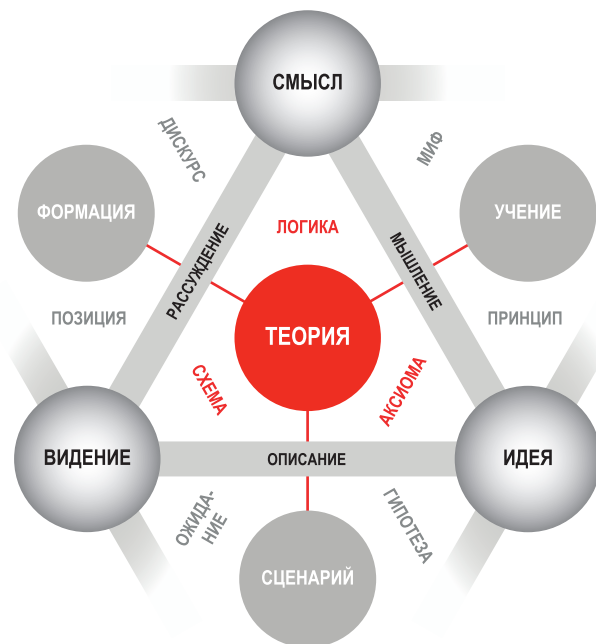 СМЫСЛ
ДИСКУРС
МИФ
ФОРМАЦИЯ
УЧЕНИЕ
ЛОГИКА
РАССУЖДЕНИЕ
МЫШЛЕНИЕ
ПОЗИЦИЯ
ПРИНЦИП
ТЕОРИЯ
СХЕМА
АКСИОМА
ВИДЕНИЕ
ОПИСАНИЕ
ИДЕЯ
ОЖИДА-
НИЕ
ГИПОТЕЗА
СЦЕНАРИЙ